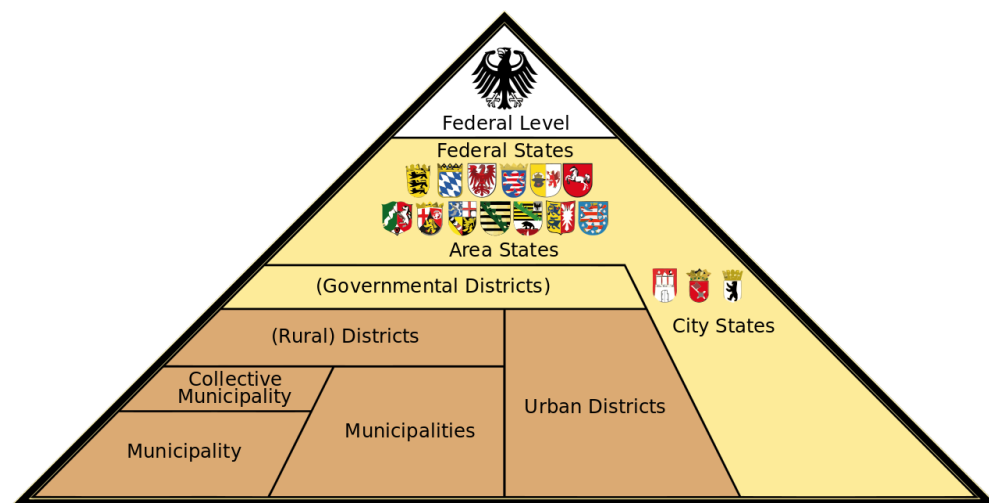 Federal Level
Federal States
Area States
(Governmental Districts)
City States
(Rural) Districts
Collective
Municipality
Urban Districts
Municipalities
Municipality